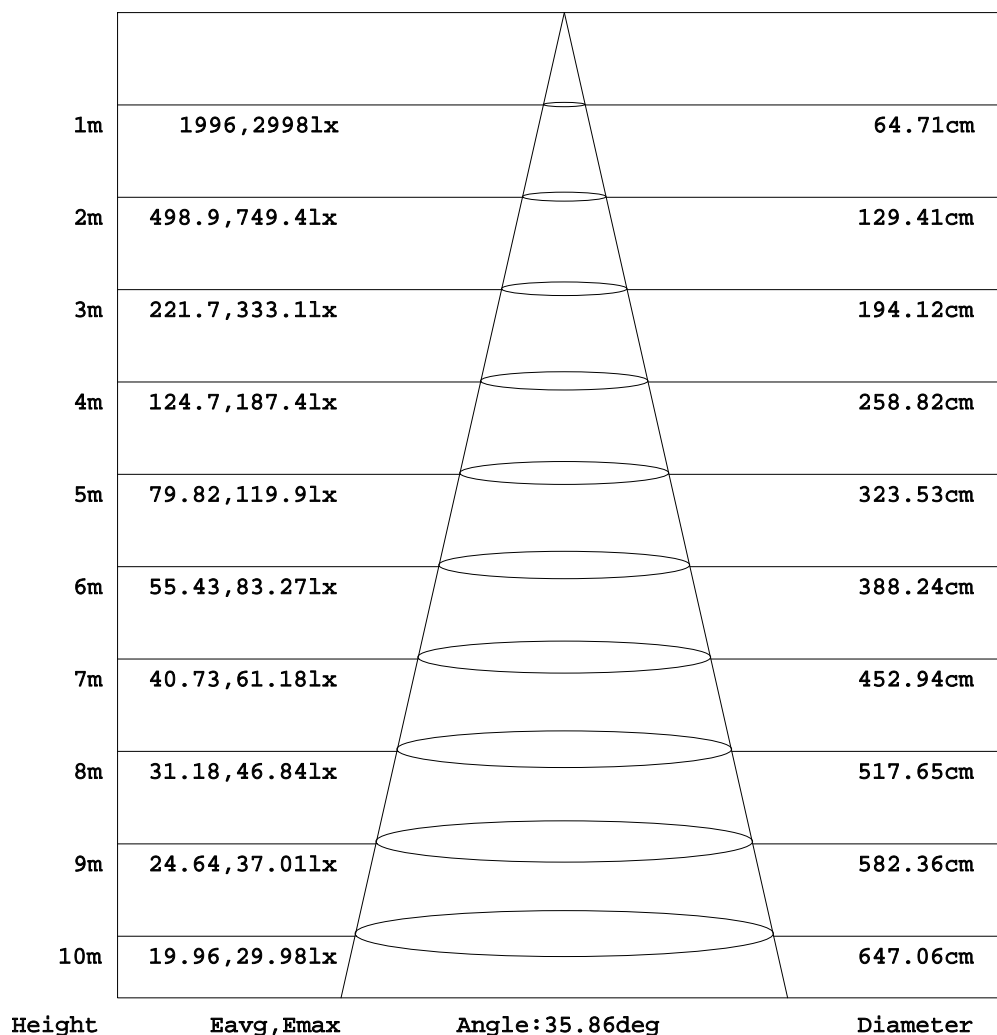 1m 1996,2998lx 64.71cm
2m 498.9,749.4lx 129.41cm
3m 221.7,333.1lx 194.12cm
4m 124.7,187.4lx 258.82cm
5m 79.82,119.9lx 323.53cm
6m 55.43,83.27lx 388.24cm
7m 40.73,61.18lx 452.94cm
8m 31.18,46.84lx 517.65cm
9m 24.64,37.01lx 582.36cm
10m 19.96,29.98lx 647.06cm
Height Eavg,Emax Angle:35.86deg Diameter